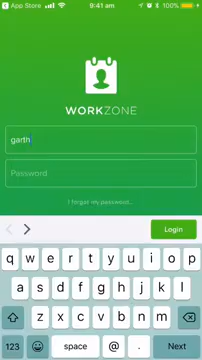 App Store 9:41 am 100%
WORKZONE
garth
Password
I forgot my password...
Login
q w e r t y u i o p
a s d f g h j k l
z x c v b n m
123 space @ . Next